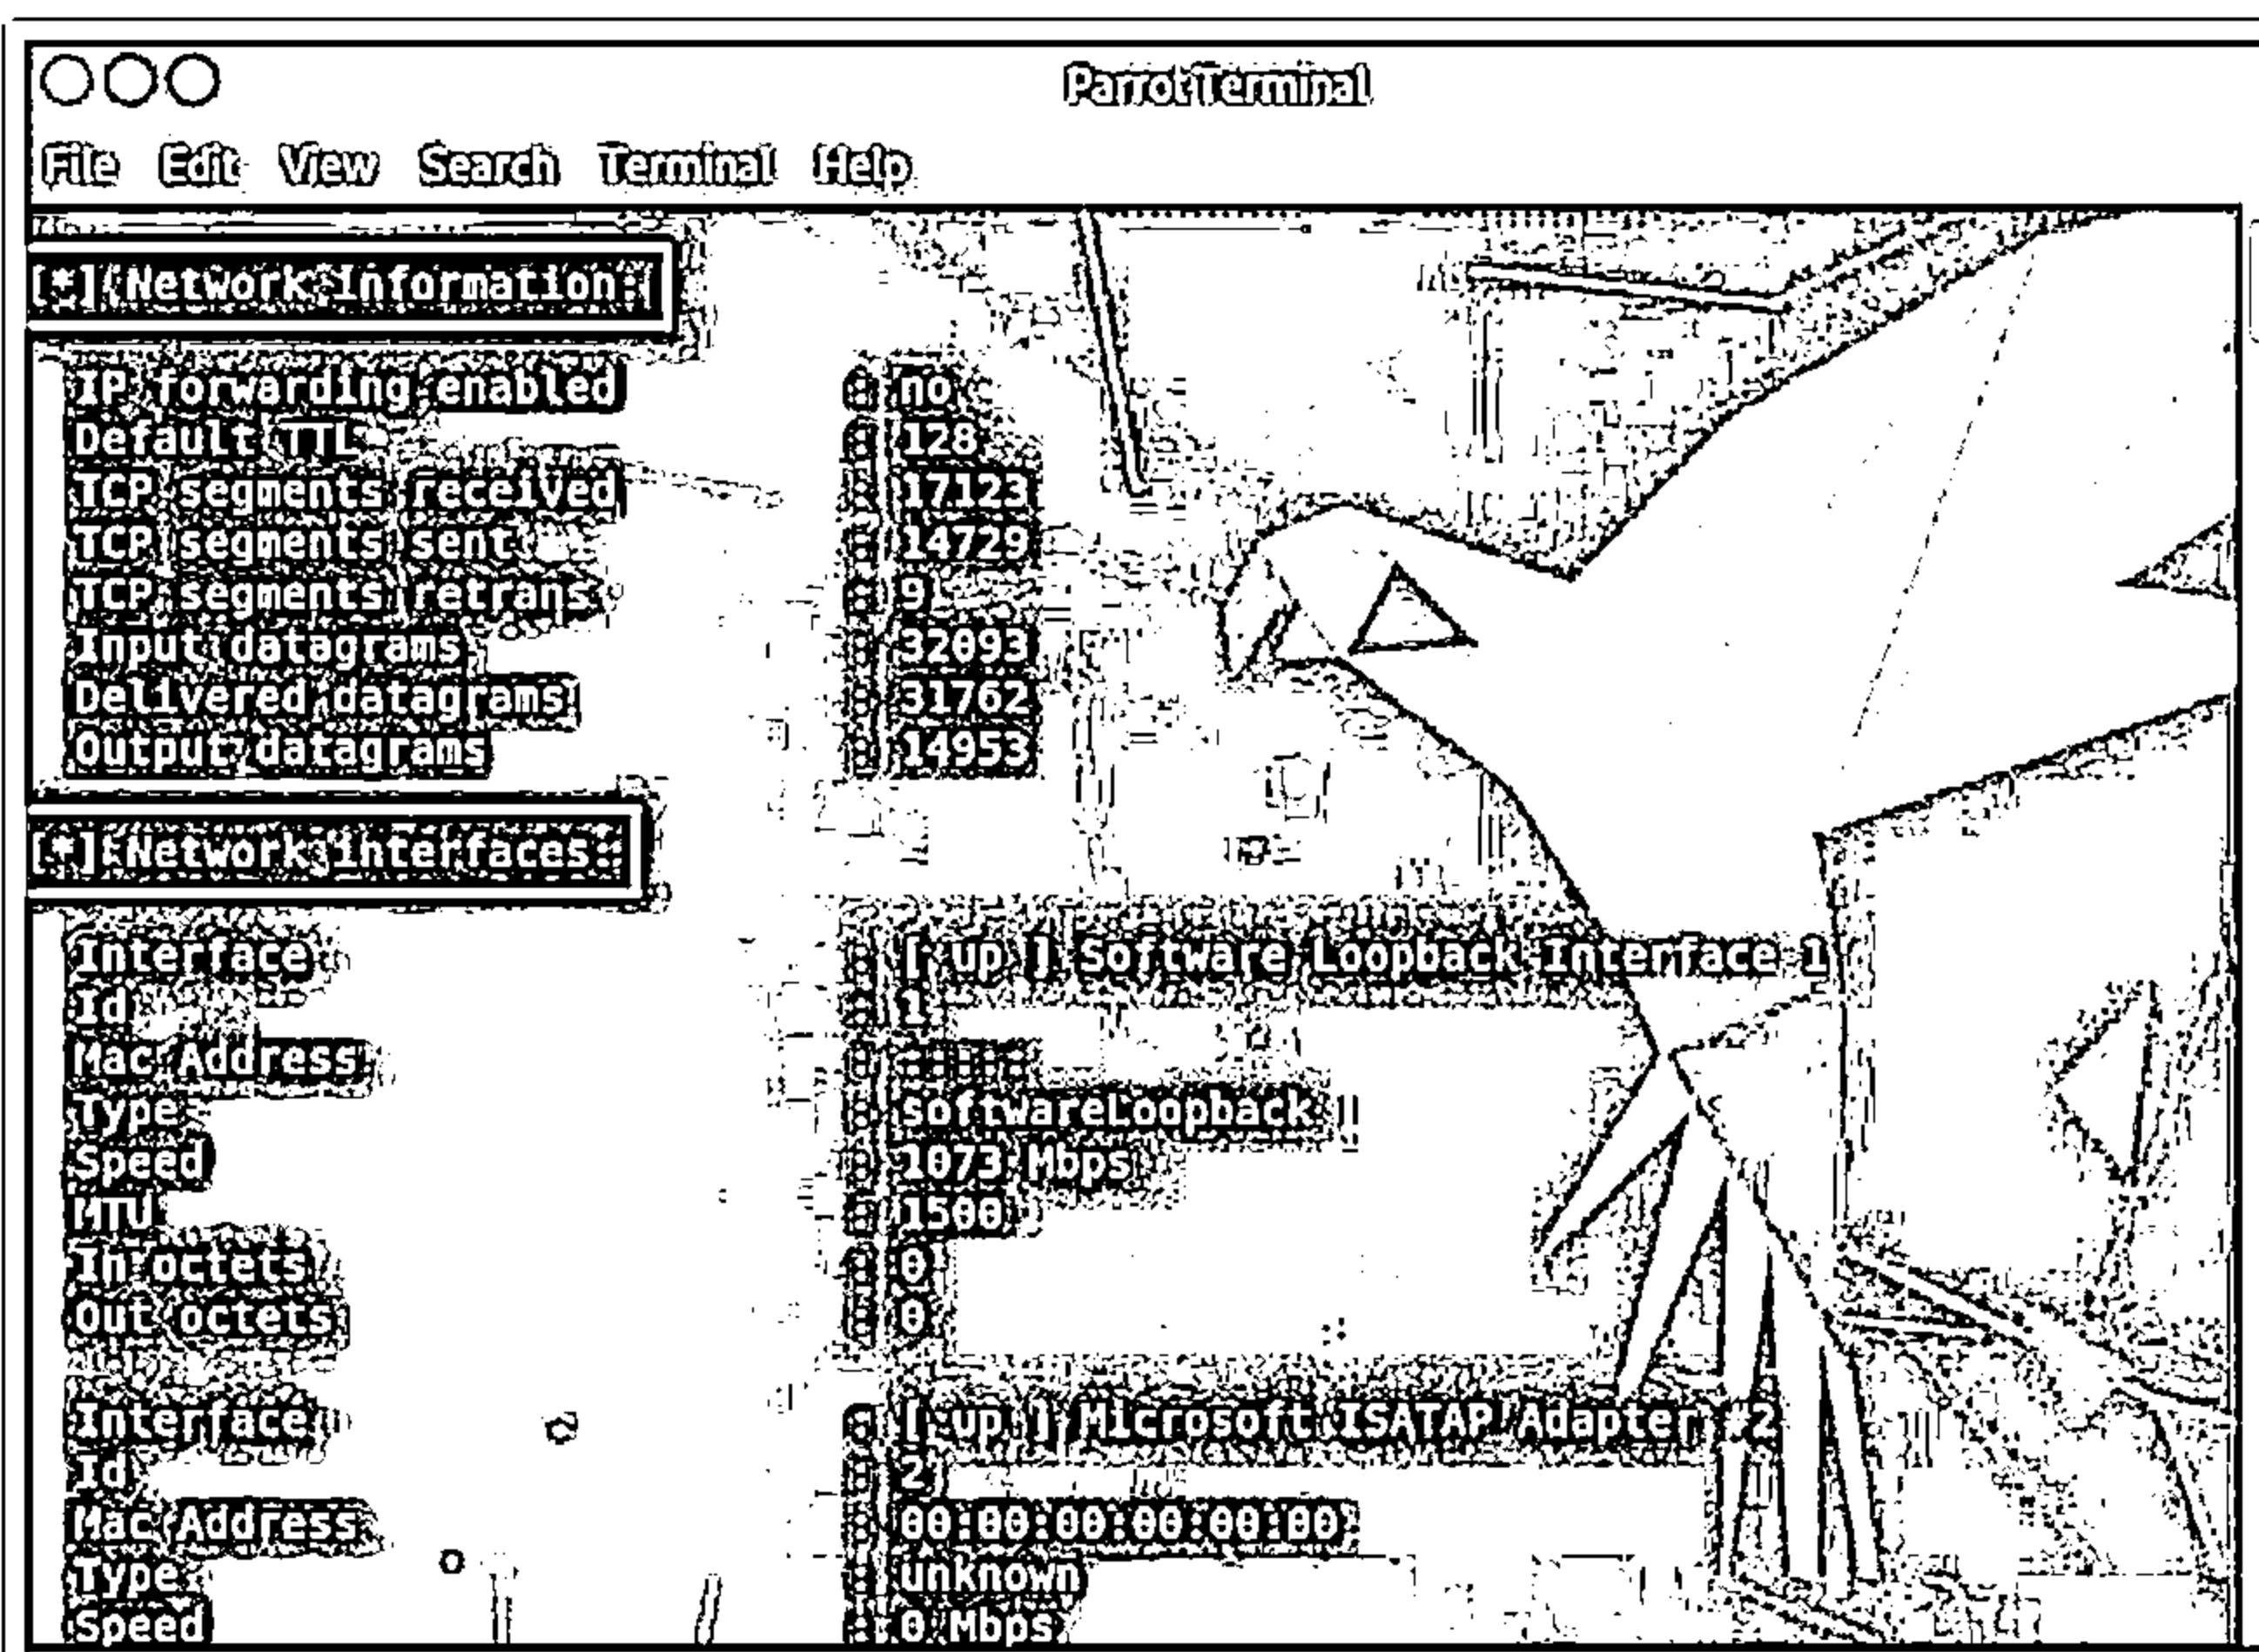 Parrot Terminal
File Edit View Search Terminal Help
[*] Network Information:
IP forwarding enabled : no
Default TTL : 128
TCP segments received : 17123
TCP segments sent : 14729
TCP segments retrans : 9
Input datagrams : 32093
Delivered datagrams : 31762
Output datagrams : 14953
[*] Network interfaces:
Interface : [ up ] Software Loopback Interface 1
Id : 1
Mac Address : :::::
Type : softwareLoopback
Speed : 1073 Mbps
MTU : 1500
In octets : 0
Out octets : 0
Interface : [ up ] Microsoft ISATAP Adapter #2
Id : 2
Mac Address : 00:00:00:00:00:00
Type : unknown
Speed : 0 Mbps